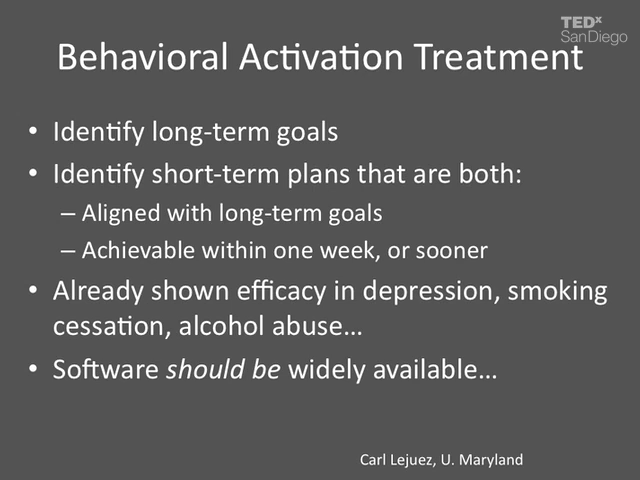 TEDx
SanDiego
Behavioral Activation Treatment
• Identify long-term goals
• Identify short-term plans that are both:
– Aligned with long-term goals
– Achievable within one week, or sooner
• Already shown efficacy in depression, smoking
cessation, alcohol abuse…
• Software should be widely available…
Carl Lejuez, U. Maryland